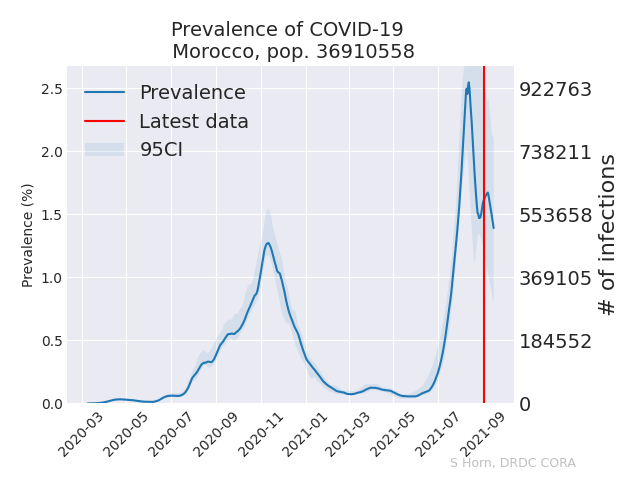 Prevalence of COVID-19
Morocco, pop. 36910558
Prevalence
Latest data
95CI
Prevalence (%)
2.5
2.0
1.5
1.0
0.5
0.0
922763
738211
553658
369105
184552
0
# of infections
2020-03
2020-05
2020-07
2020-09
2020-11
2021-01
2021-03
2021-05
2021-07
2021-09
S Horn, DRDC CORA